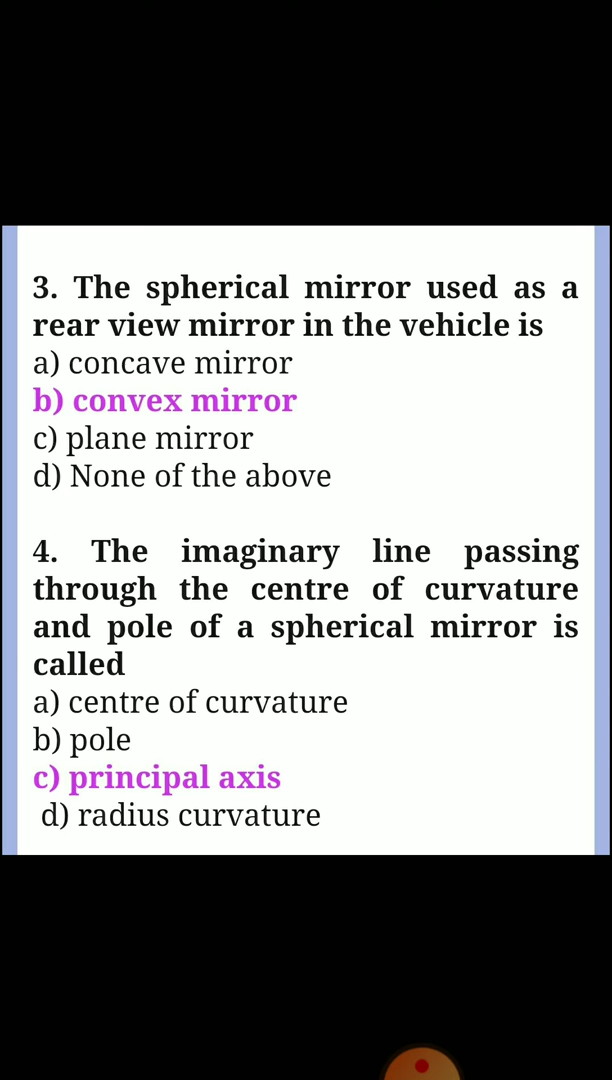 3. The spherical mirror used as a
rear view mirror in the vehicle is
a) concave mirror
b) convex mirror
c) plane mirror
d) None of the above
4. The imaginary line passing
through the centre of curvature
and pole of a spherical mirror is
called
a) centre of curvature
b) pole
c) principal axis
d) radius curvature